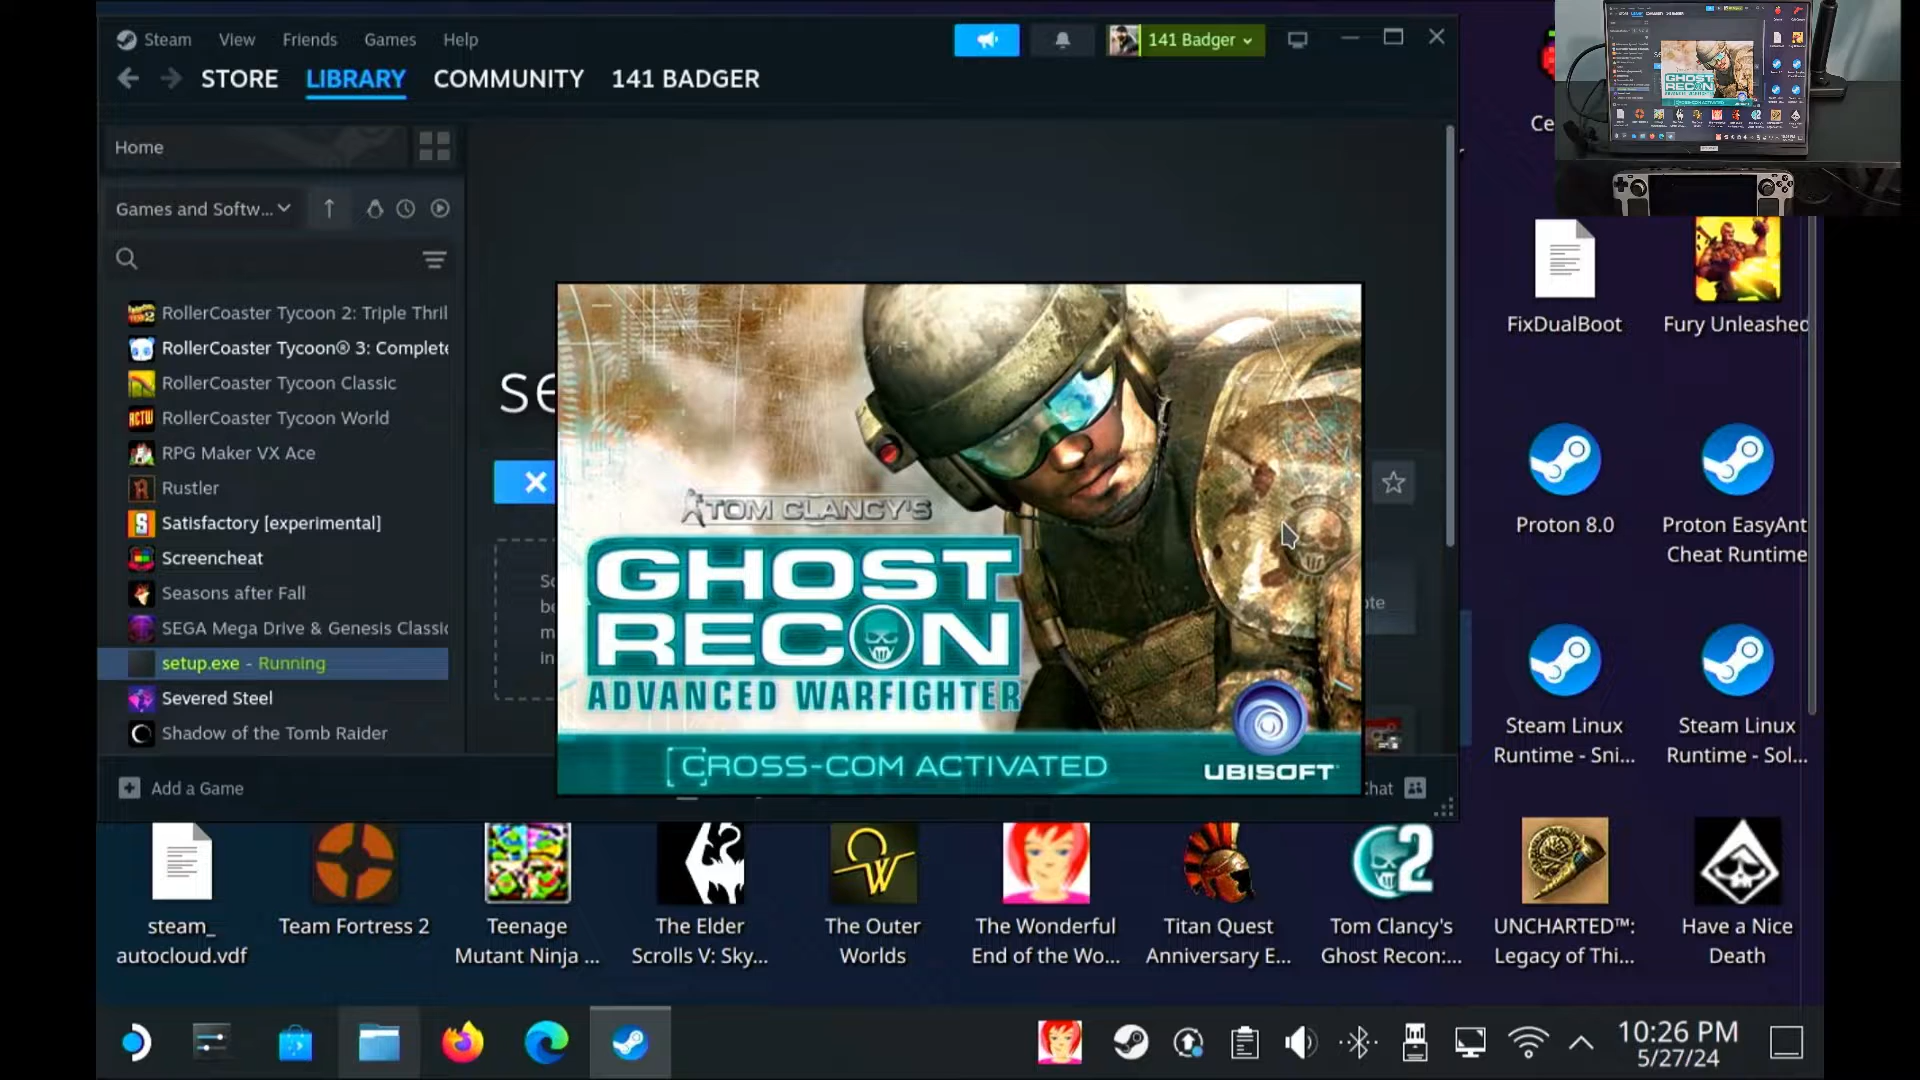 Steam View Friends Games Help
141 Badger
STORE LIBRARY COMMUNITY 141 BADGER
Home
Games and Softw...
RollerCoaster Tycoon 2: Triple Thril
RollerCoaster Tycoon® 3: Complete
RollerCoaster Tycoon Classic
RollerCoaster Tycoon World
RPG Maker VX Ace
Rustler
Satisfactory [experimental]
Screencheat
Seasons after Fall
SEGA Mega Drive & Genesis Classic
setup.exe - Running
Severed Steel
Shadow of the Tomb Raider
Add a Game
se
TOM CLANCY'S
GHOST
RECON
ADVANCED WARFIGHTER
[CROSS-COM ACTIVATED
UBISOFT
Chat
Ce
FixDualBoot
Fury Unleashed
Proton 8.0
Proton EasyAnt
Cheat Runtime
Steam Linux
Runtime - Sni...
Steam Linux
Runtime - Sol...
steam_
autocloud.vdf
Team Fortress 2
Teenage
Mutant Ninja ...
The Elder
Scrolls V: Sky...
The Outer
Worlds
The Wonderful
End of the Wo...
Titan Quest
Anniversary E...
Tom Clancy's
Ghost Recon:...
UNCHARTED™:
Legacy of Thi...
Have a Nice
Death
10:26 PM
5/27/24